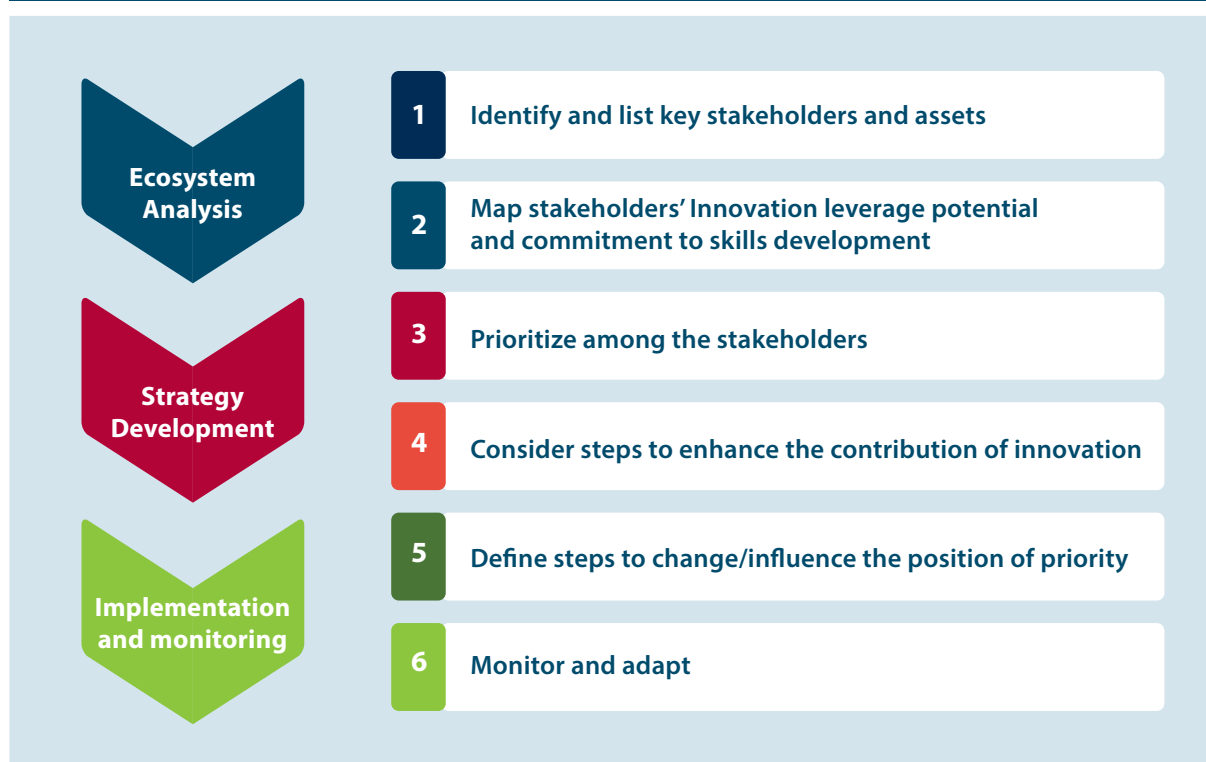 Ecosystem
Analysis
1
Identify and list key stakeholders and assets
2
Map stakeholders’ Innovation leverage potential
and commitment to skills development
Strategy
Development
3
Prioritize among the stakeholders
4
Consider steps to enhance the contribution of innovation
Implementation
and monitoring
5
Define steps to change/influence the position of priority
6
Monitor and adapt